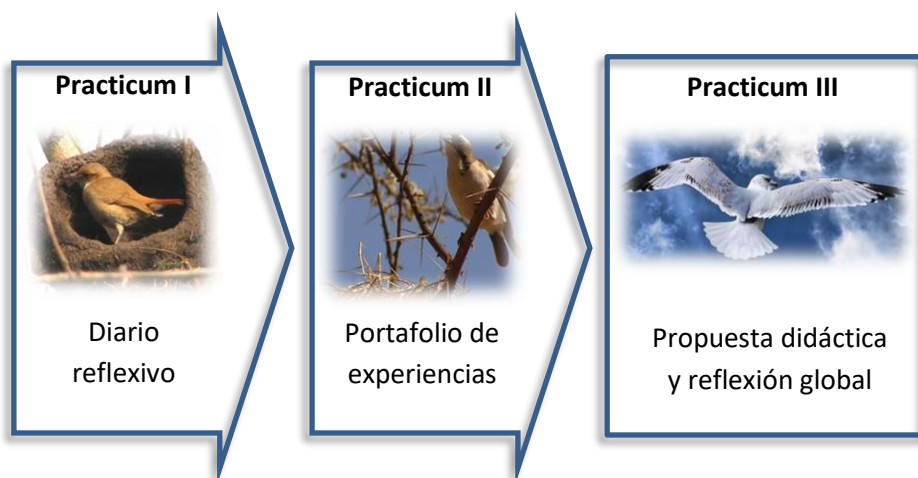 Practicum I
Diario
reflexivo
Practicum II
Portafolio de
experiencias
Practicum III
Propuesta didáctica
y reflexión global